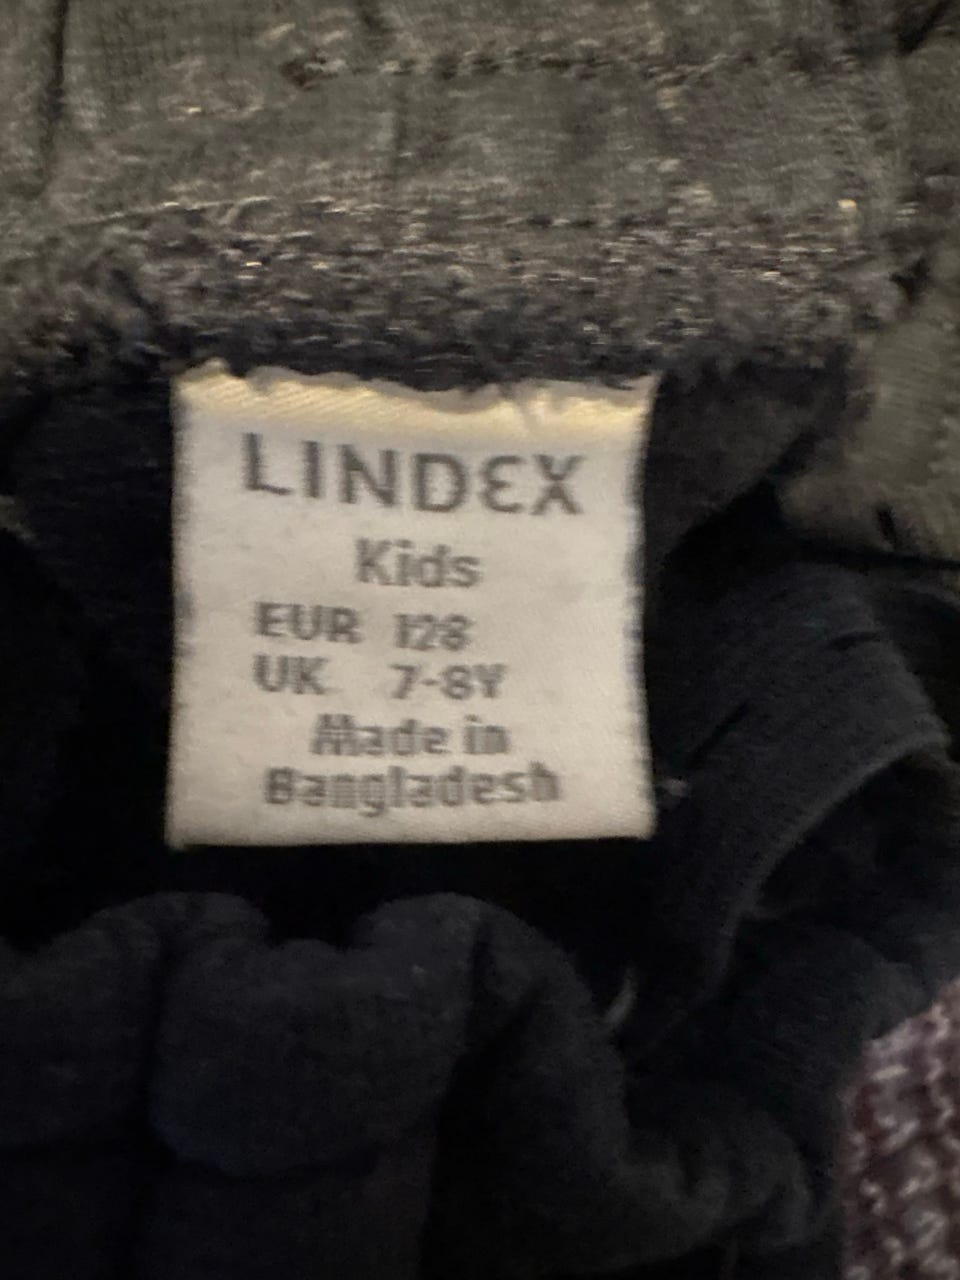 LINDEX
Kids
EUR 128
UK 7-8Y
Made in
Bangladesh